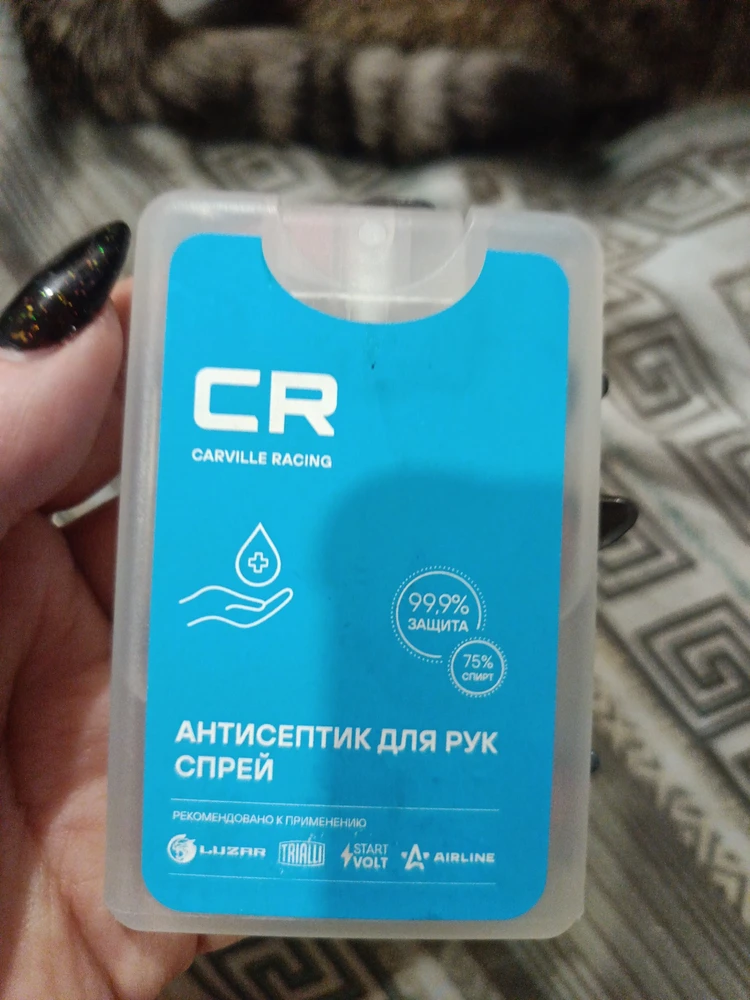 CR
CARVILLE RACING
99,9%
ЗАЩИТА
75%
СПИРТ
АНТИСЕПТИК ДЛЯ РУК
СПРЕЙ
РЕКОМЕНДОВАНО К ПРИМЕНЕНИЮ
LUZAR
TRIALLI
START
VOLT
AIRLINE